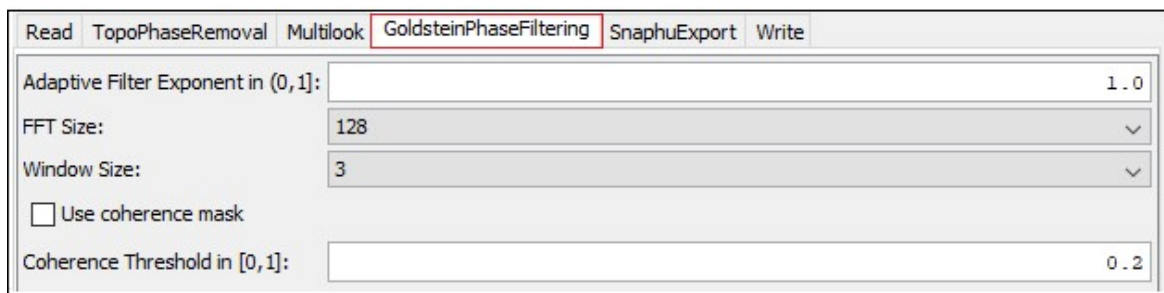 Read TopoPhaseRemoval Multilook GoldsteinPhaseFiltering SnaphuExport Write
Adaptive Filter Exponent in (0,1]: 1.0
FFT Size: 128
Window Size: 3
Use coherence mask
Coherence Threshold in [0,1]: 0.2